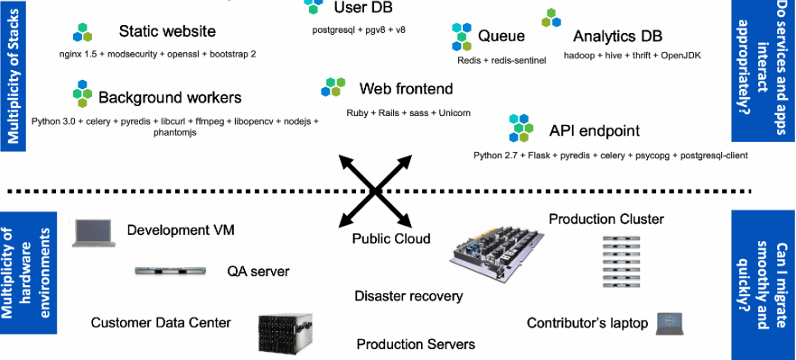 Multiplicity of Stacks
Static website
nginx 1.5 + modsecurity + openssl + bootstrap 2
User DB
postgresql + pgv8 + v8
Queue
Redis + redis-sentinel
Analytics DB
hadoop + hive + thrift + OpenJDK
Background workers
Python 3.0 + celery + pyredis + libcurl + ffmpeg + libopencv + nodejs +
phantomjs
Web frontend
Ruby + Rails + sass + Unicorn
API endpoint
Python 2.7 + Flask + pyredis + celery + psycopg + postgresql-client
Do services and apps
interact
appropriately?
Multiplicity of
hardware
environments
Development VM
QA server
Customer Data Center
Public Cloud
Disaster recovery
Production Servers
Production Cluster
Contributor's laptop
Can I migrate
smoothly and
quickly?